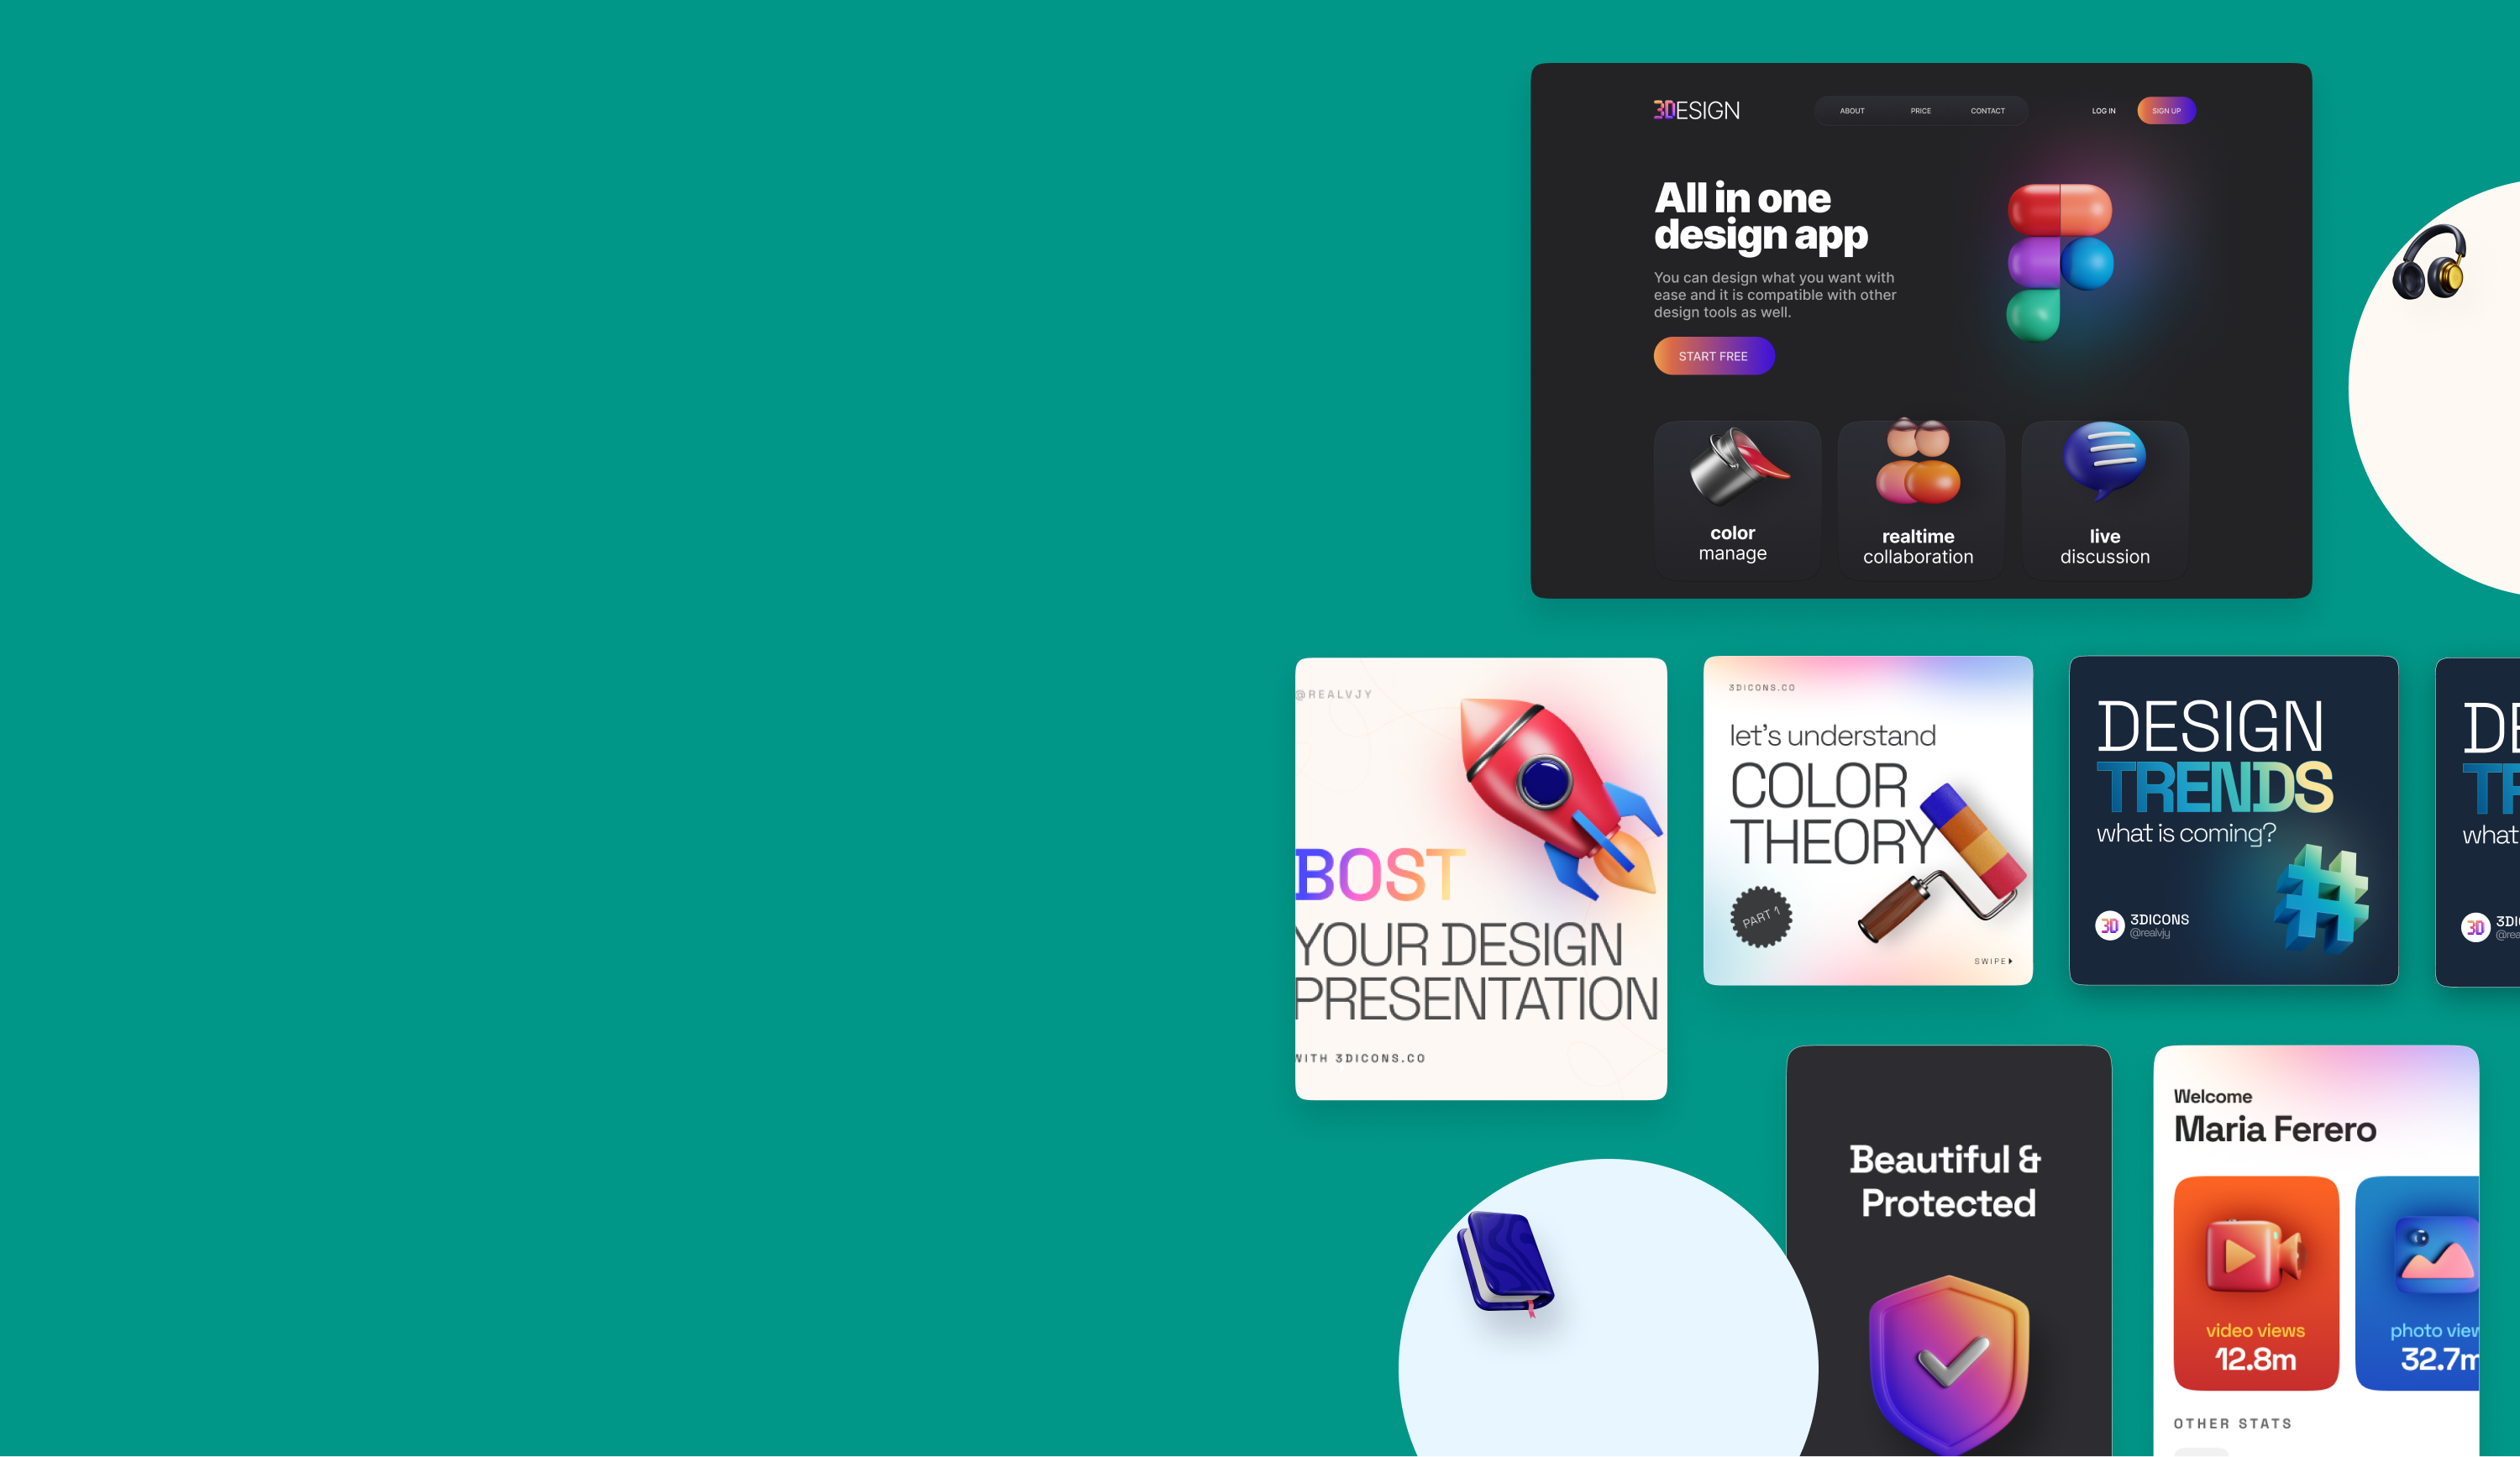 3DESIGN
ABOUT
PRICE
CONTACT
LOG IN
SIGN UP
All in one
design app
You can design what you want with
ease and it is compatible with other
design tools as well.
START FREE
color
manage
realtime
collaboration
live
discussion
@REALVJY
BOST
YOUR DESIGN
PRESENTATION
WITH 3DICONS.CO
3DICONS.CO
let's understand
COLOR
THEORY
PART 1
SWIPE
DESIGN
TRENDS
what is coming?
3D
3DICONS
@realvjy
DE
TR
what
3D
3DI
@rea
Beautiful &
Protected
Welcome
Maria Ferero
video views
12.8m
photo view
32.7m
OTHER STATS